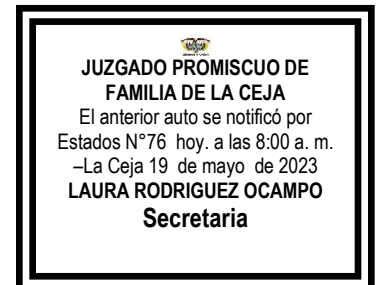 JUZGADO PROMISCUO DE
FAMILIA DE LA CEJA
El anterior auto se notificó por
Estados N°76 hoy. a las 8:00 a. m.
–La Ceja 19 de mayo de 2023
LAURA RODRIGUEZ OCAMPO
Secretaria